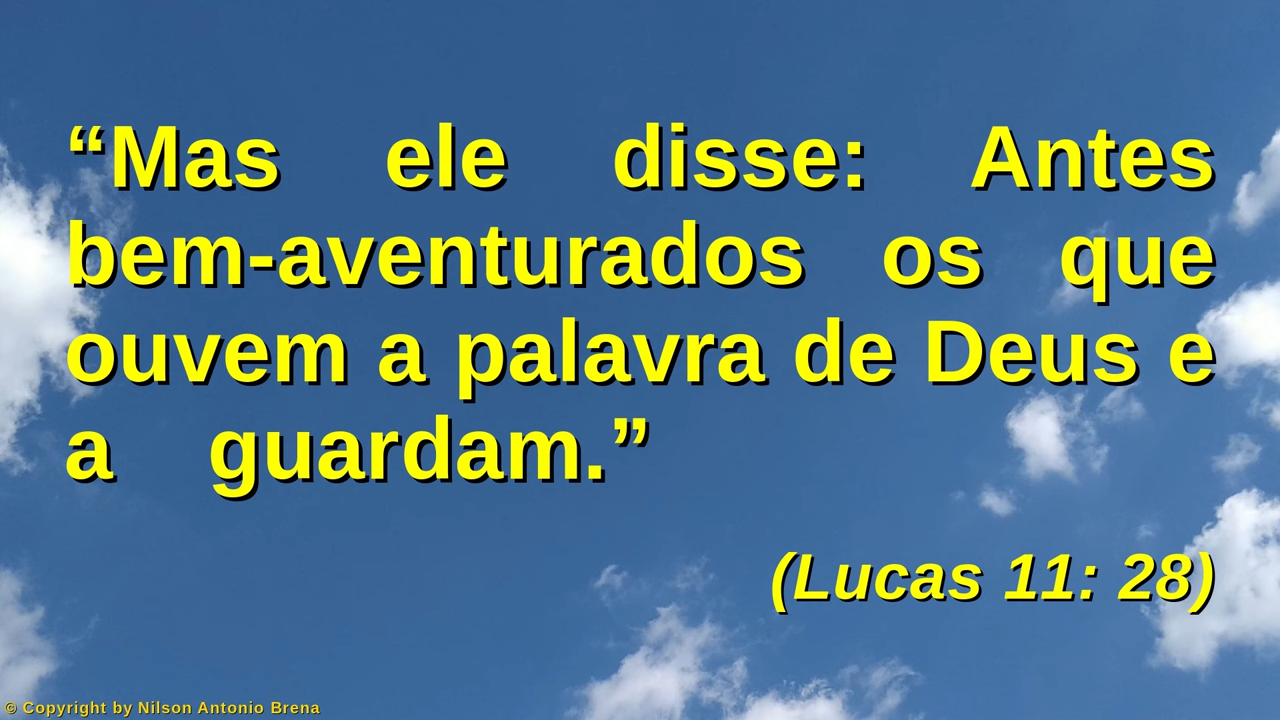 “Mas ele disse: Antes
bem-aventurados os que
ouvem a palavra de Deus e
a guardam.”
(Lucas 11: 28)
© Copyright by Nilson Antonio Brena